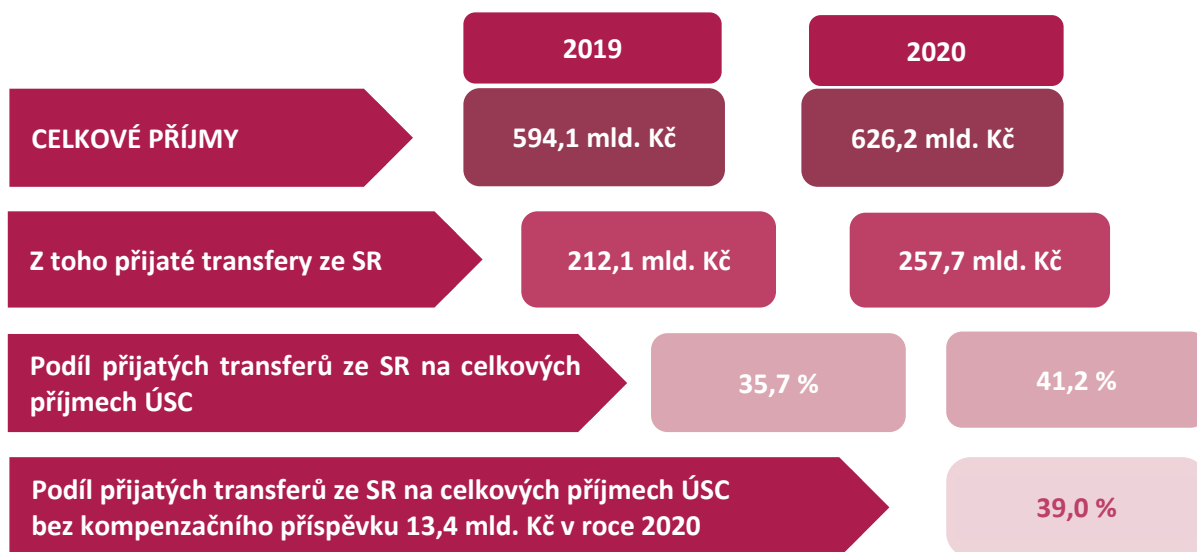 2019 2020
CELKOVÉ PŘÍJMY 594,1 mld. Kč 626,2 mld. Kč
Z toho přijaté transfery ze SR 212,1 mld. Kč 257,7 mld. Kč
Podíl přijatých transferů ze SR na celkových
příjmech ÚSC
35,7 % 41,2 %
Podíl přijatých transferů ze SR na celkových příjmech ÚSC
bez kompenzačního příspěvku 13,4 mld. Kč v roce 2020
39,0 %